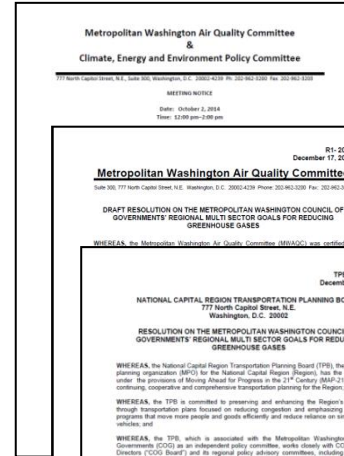 Metropolitan Washington Air Quality Committee
&
Climate, Energy and Environment Policy Committee
777 North Capitol Street, N.E., Suite 300, Washington, D.C. 20002-4239 Ph: 202-962-3200 Fax: 202-962-3200
MEETING NOTICE
Date: October 2, 2014
Time: 12:00 pm–2:00 pm
R1- 20
December 17, 20
Metropolitan Washington Air Quality Committee
Suite 300, 777 North Capitol Street, N.E. Washington, D.C. 20002-4239 Phone: 202-962-3200 Fax: 202-962-3
DRAFT RESOLUTION ON THE METROPOLITAN WASHINGTON COUNCIL OF
GOVERNMENTS' REGIONAL MULTI SECTOR GOALS FOR REDUCING
GREENHOUSE GASES
WHEREAS, the Metropolitan Washington Air Quality Committee (MWAQC) was certified
TPB
Decemb
NATIONAL CAPITAL REGION TRANSPORTATION PLANNING BO
777 North Capitol Street, N.E.
Washington, D.C. 20002
RESOLUTION ON THE METROPOLITAN WASHINGTON COUNCI
GOVERNMENTS' REGIONAL MULTI SECTOR GOALS FOR REDU
GREENHOUSE GASES
WHEREAS, the National Capital Region Transportation Planning Board (TPB), the
planning organization (MPO) for the National Capital Region (Region), has the
under the provisions of Moving Ahead for Progress in the 21st Century (MAP-21
continuing, cooperative and comprehensive transportation planning for the Region;
WHEREAS, the TPB is committed to preserving and enhancing the Region's
through transportation plans focused on reducing congestion and emphasizing
programs that move more people and goods efficiently and reduce reliance on sin
vehicles, and
WHEREAS, the TPB, which is associated with the Metropolitan Washington
Governments (COG) as an independent policy committee, works closely with CO
Directors ("COG Board") and its regional policy advisory committees, including